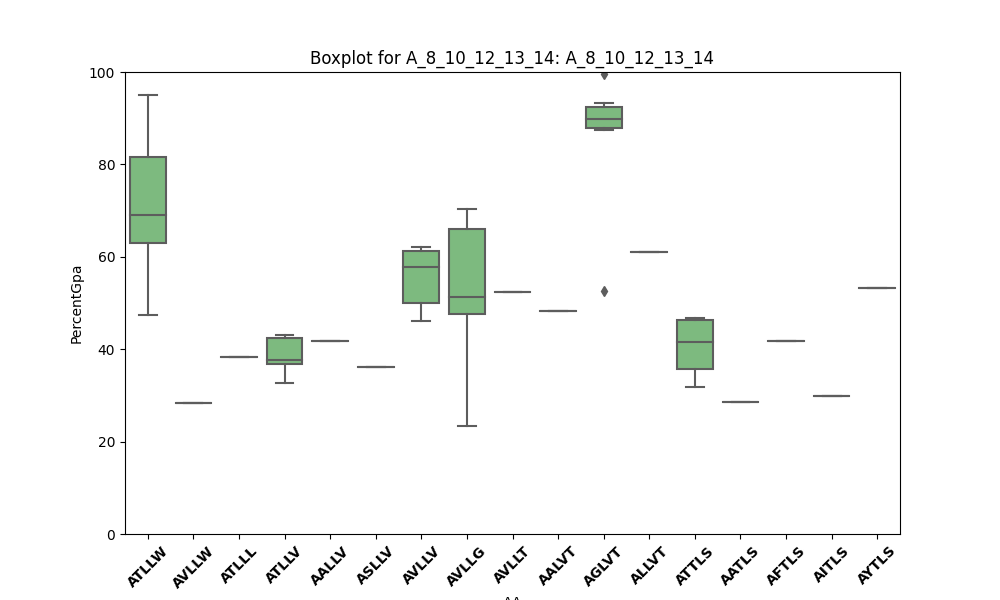 Boxplot for A_8_10_12_13_14: A_8_10_12_13_14
100
80
60
40
20
0
PercentGpa
ATLLW
AVLLW
ATLLL
ATLLV
AALLV
ASLLV
AVLLV
AVLLG
AVLLT
AALVT
AGLVT
ALLVT
ATTLS
AATLS
AFTLS
AITLS
AYTLS